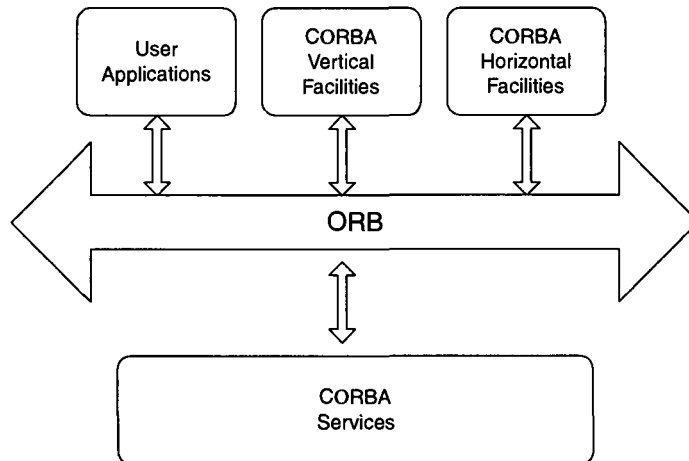 User
Applications
CORBA
Vertical
Facilities
CORBA
Horizontal
Facilities
ORB
CORBA
Services